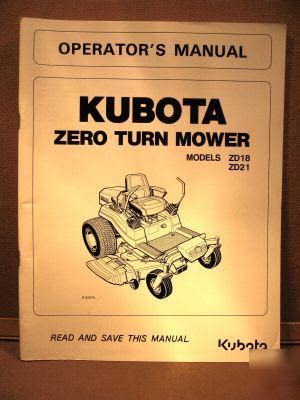 OPERATOR'S MANUAL
KUBOTA
ZERO TURN MOWER
MODELS ZD18
ZD21
READ AND SAVE THIS MANUAL
Kubota